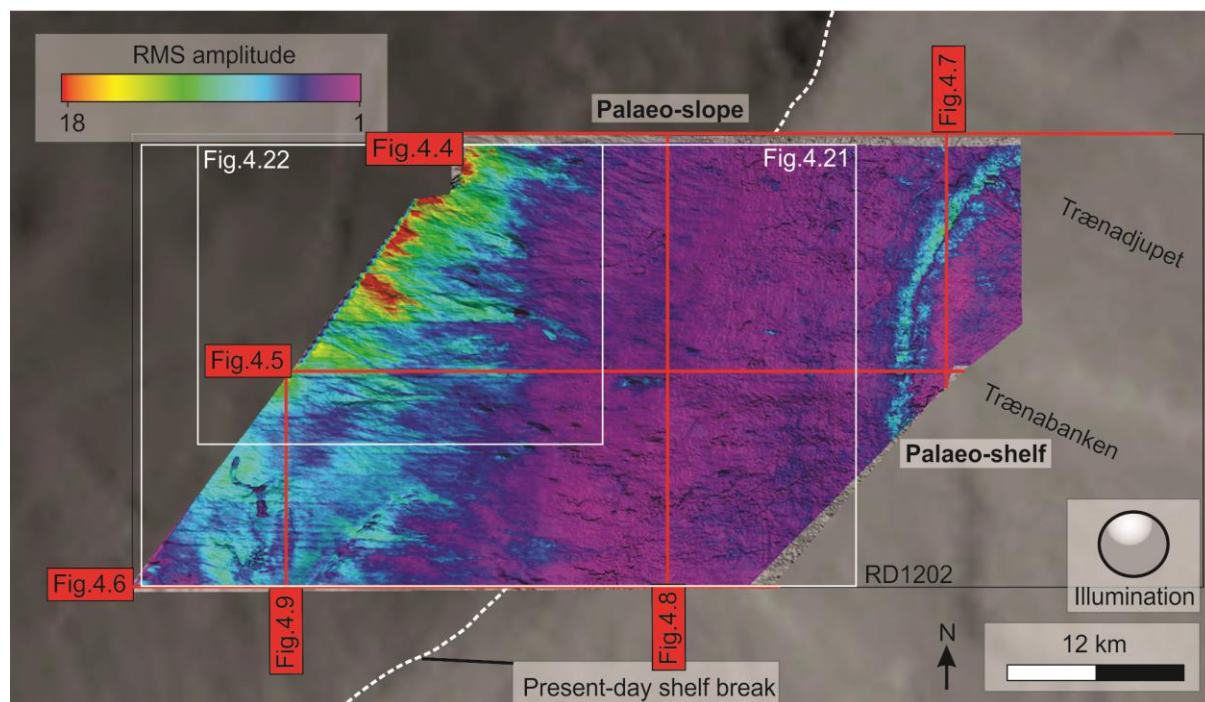 RMS amplitude
18
1
Palaeo-slope
Fig.4.7
Fig.4.4
Fig.4.22
Fig.4.21
Trænadjupet
Fig.4.5
Trænabanken
Palaeo-shelf
RD1202
Fig.4.6
Fig.4.9
Fig.4.8
Illumination
N
12 km
Present-day shelf break